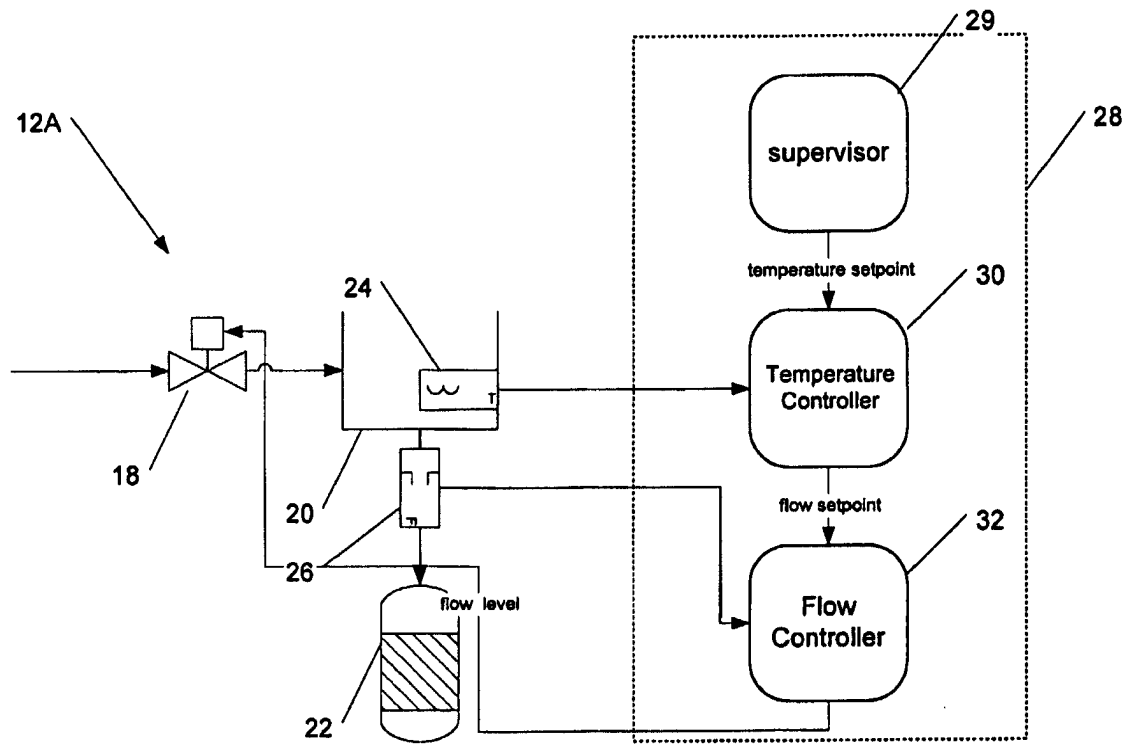 29
12A
28
supervisor
temperature setpoint
24
30
Temperature
Controller
T
18
20
flow setpoint
32
F
26
flow level
Flow
Controller
22